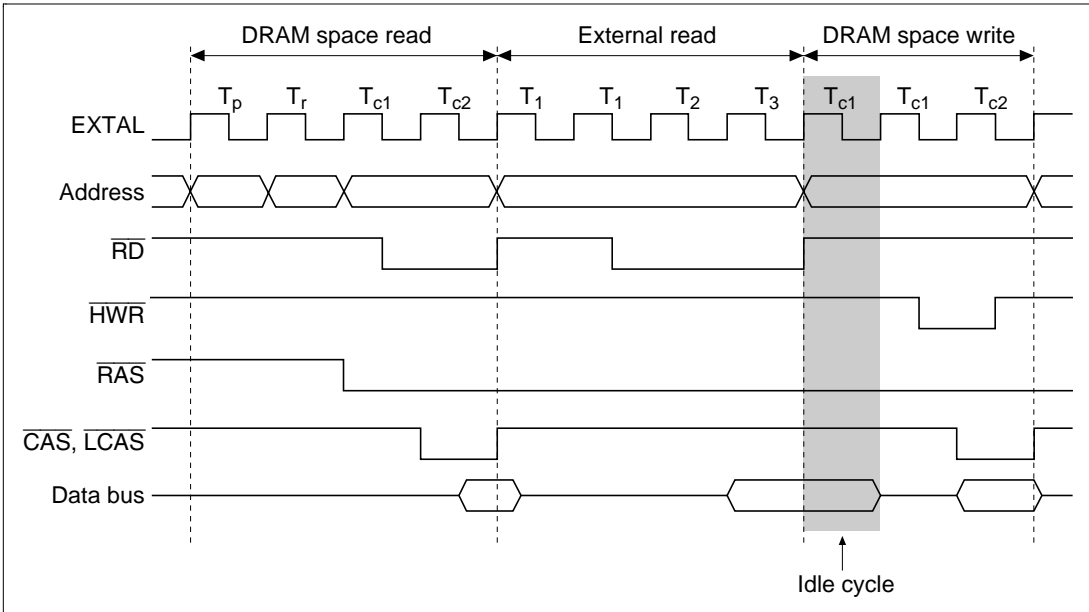 DRAM space read External read DRAM space write
Tp Tr Tc1 Tc2 T1 T1 T2 T3 Tc1 Tc1 Tc2
EXTAL
Address
RD
HWR
RAS
CAS, LCAS
Data bus
Idle cycle